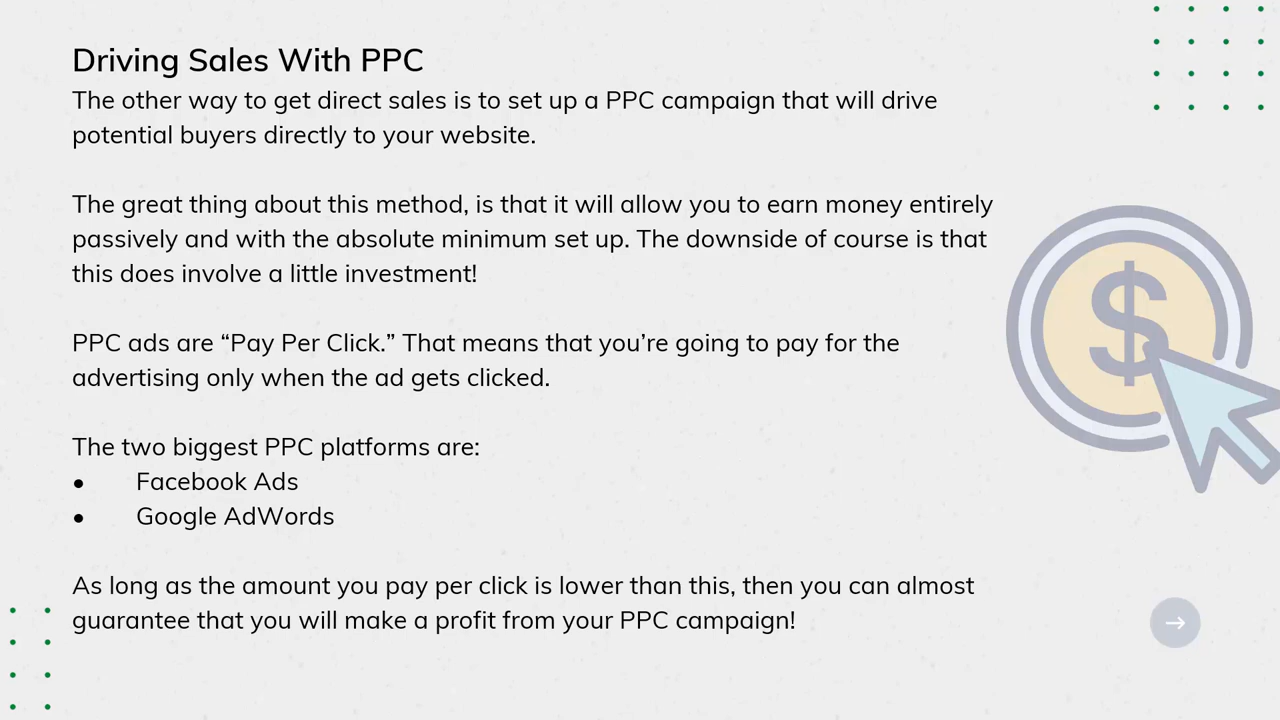 Driving Sales With PPC
The other way to get direct sales is to set up a PPC campaign that will drive
potential buyers directly to your website.
The great thing about this method, is that it will allow you to earn money entirely
passively and with the absolute minimum set up. The downside of course is that
this does involve a little investment!
PPC ads are “Pay Per Click.” That means that you’re going to pay for the
advertising only when the ad gets clicked.
The two biggest PPC platforms are:
• Facebook Ads
• Google AdWords
As long as the amount you pay per click is lower than this, then you can almost
guarantee that you will make a profit from your PPC campaign!
$